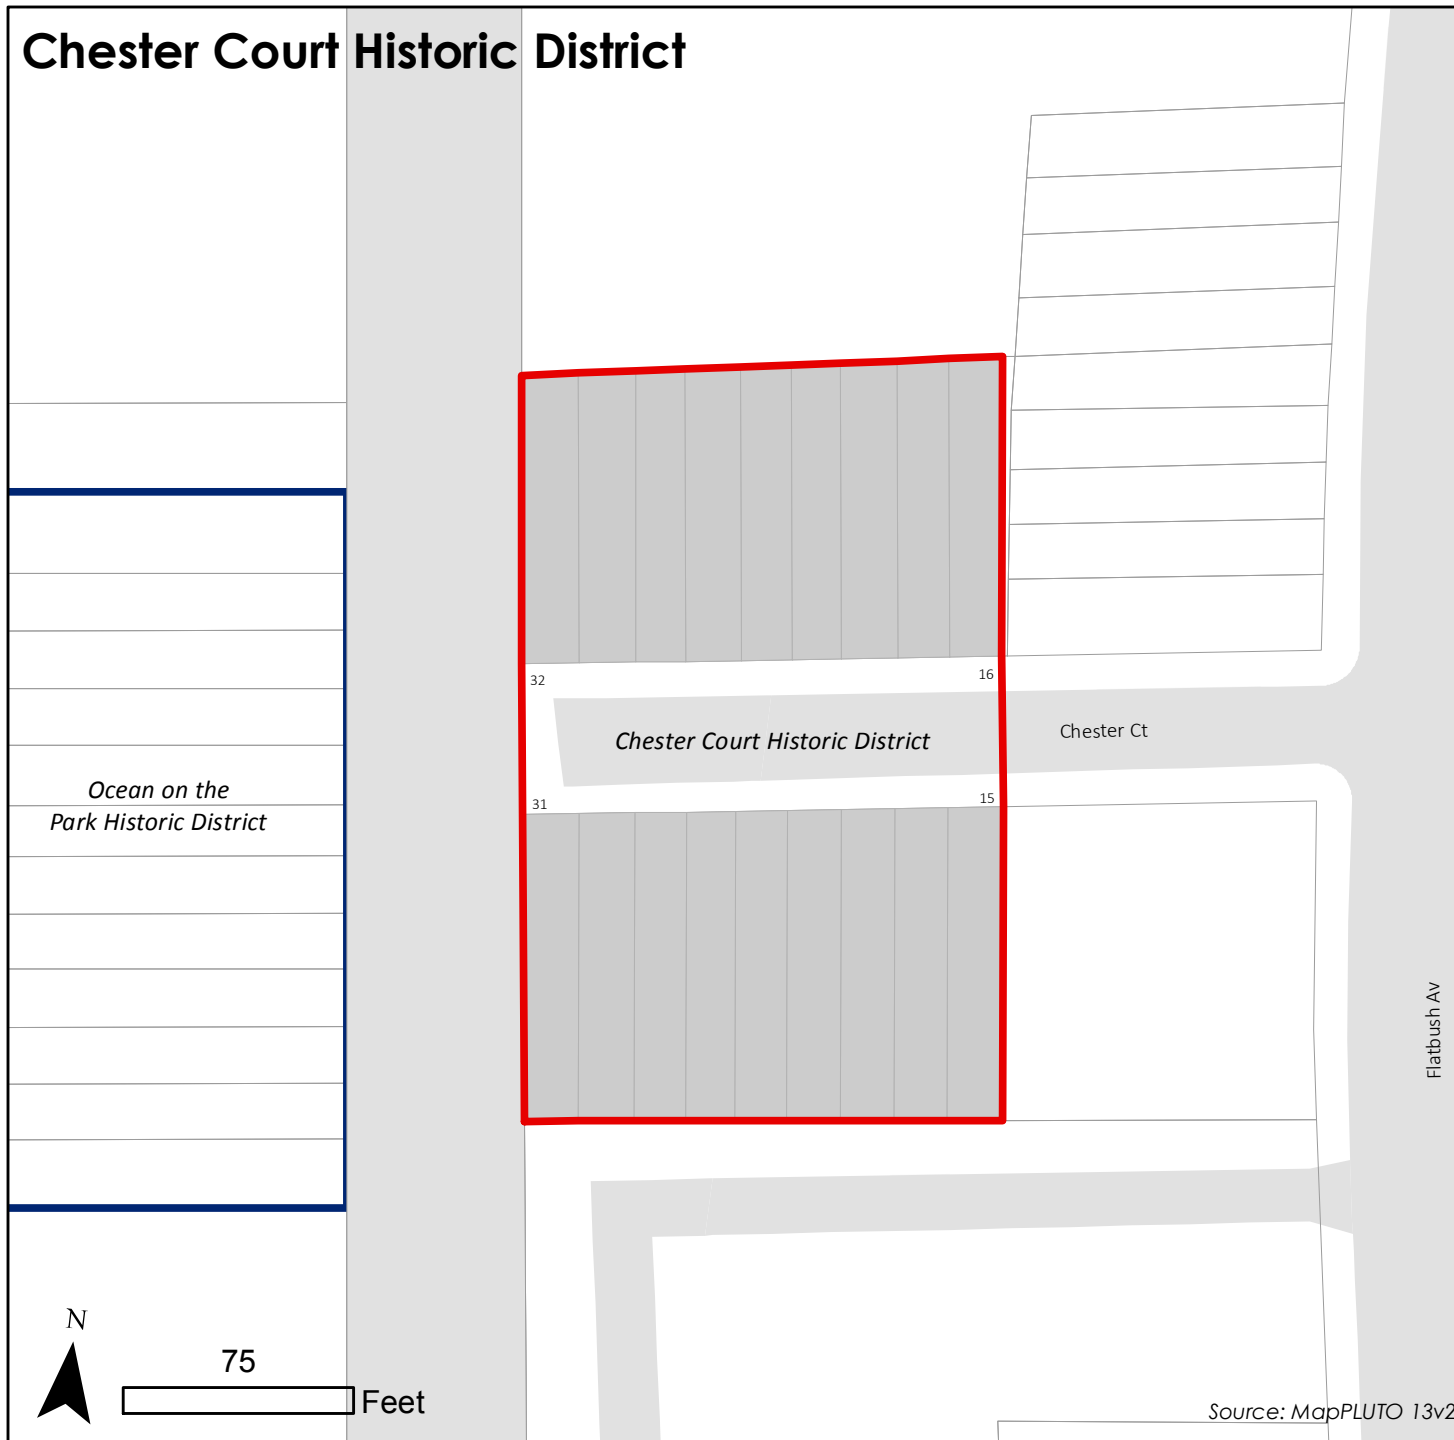 Chester Court Historic District
32
16
Chester Court Historic District
Chester Ct
Ocean on the
Park Historic District
31
15
Flatbush Av
N
75
Feet
Source: MapPLUTO 13v2